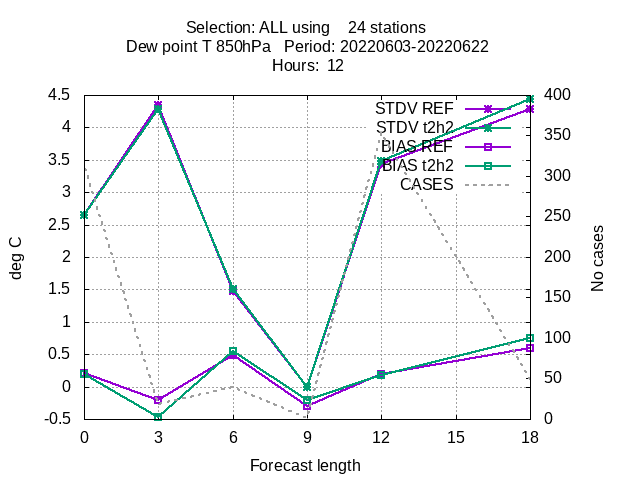 Selection: ALL using 24 stations
Dew point T 850hPa Period: 20220603-20220622
Hours: 12
4.5
4
3.5
3
2.5
2
1.5
1
0.5
0
-0.5
deg C
STDV REF
STDV t2h2
BIAS REF
BIAS t2h2
CASES
400
350
300
250
200
150
100
50
0
No cases
0 3 6 9 12 15 18
Forecast length